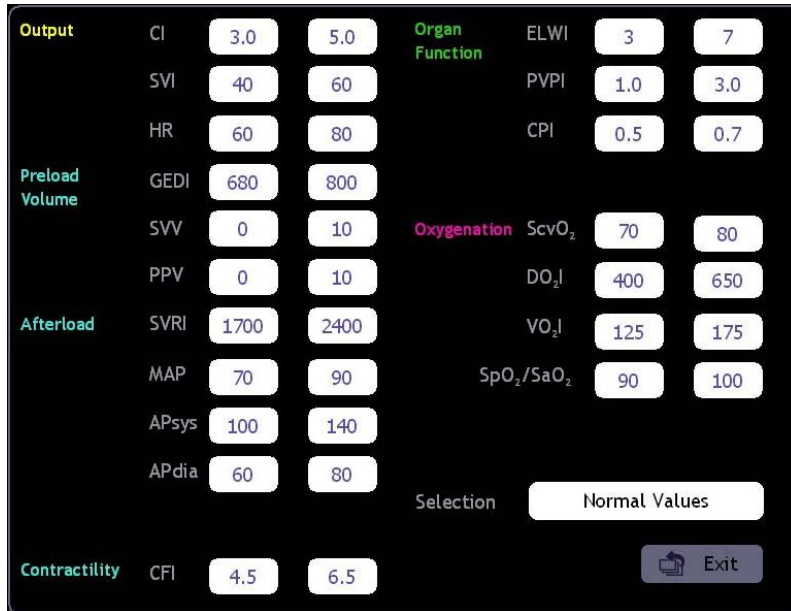 Output CI 3.0 5.0
SVI 40 60
HR 60 80
Preload
Volume
GEDI 680 800
SVV 0 10
PPV 0 10
Afterload SVRI 1700 2400
MAP 70 90
APsys 100 140
APdia 60 80
Contractility CFI 4.5 6.5
Organ
Function
ELWI 3 7
PVPI 1.0 3.0
CPI 0.5 0.7
Oxygenation ScvO₂ 70 80
DO₂I 400 650
VO₂I 125 175
SpO₂/SaO₂ 90 100
Selection Normal Values
Exit